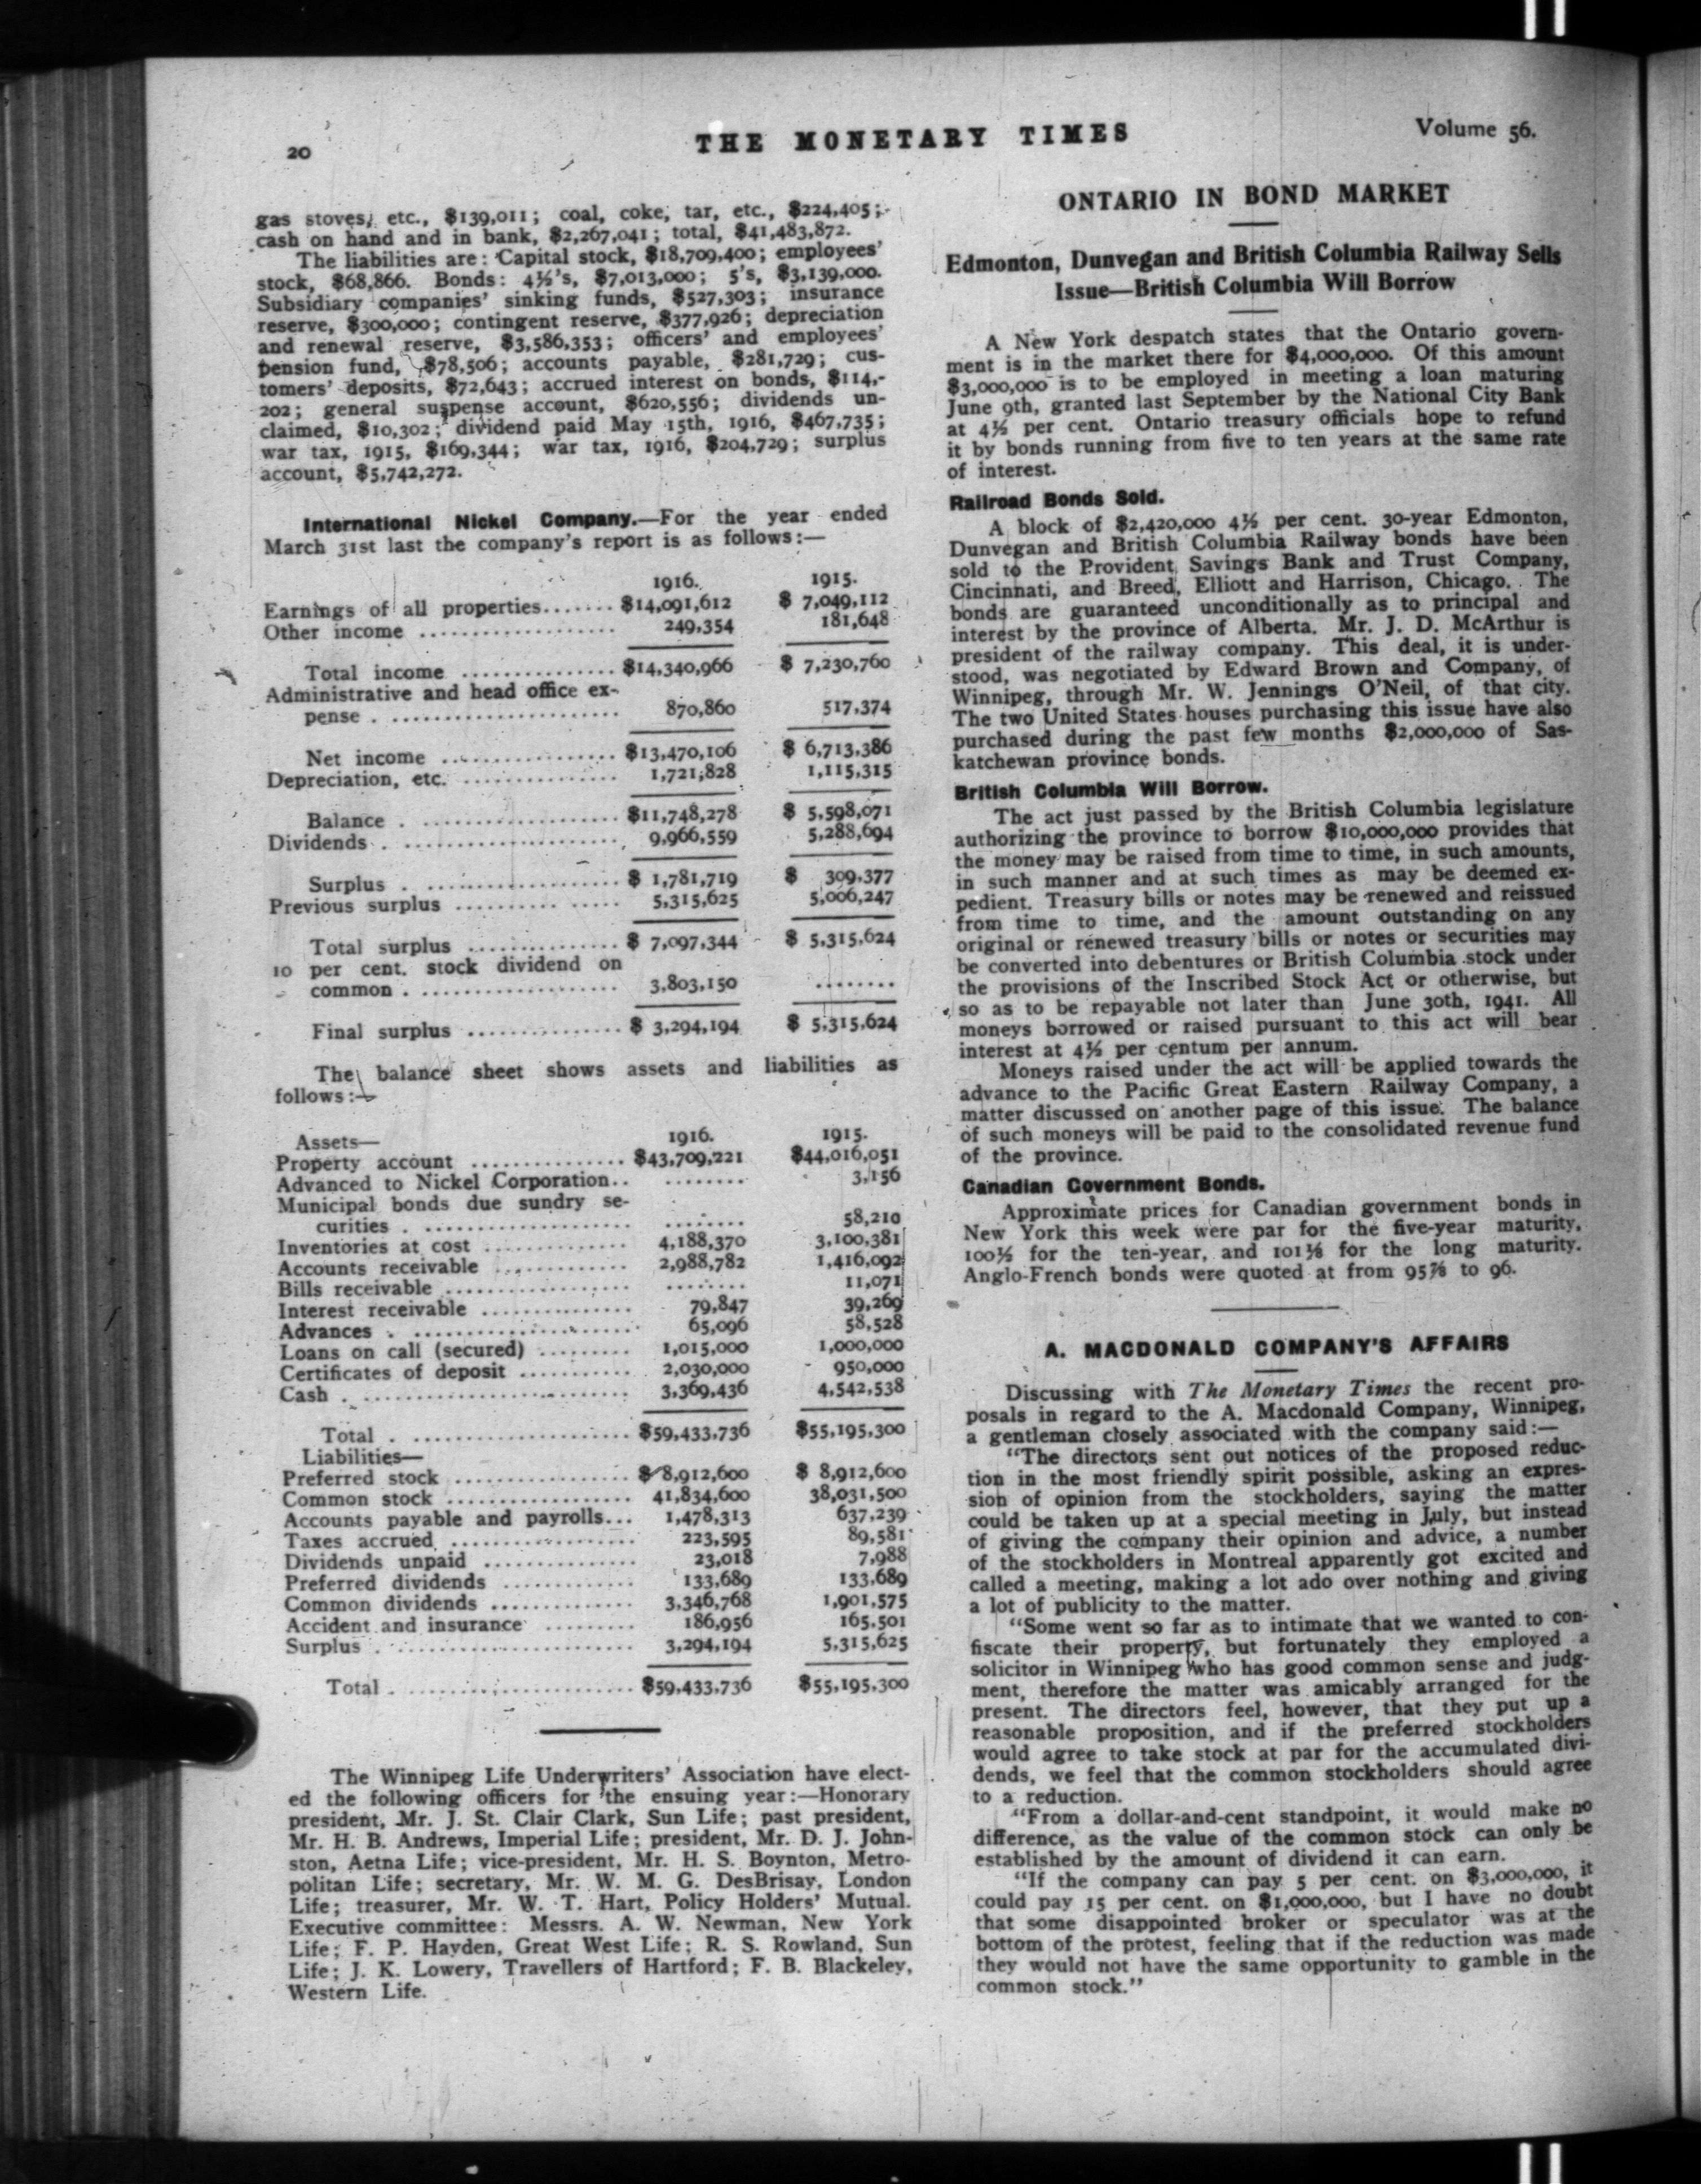 20
THE MONETARY TIMES
Volume 56.
gas stoves, etc., $139,011; coal, coke, tar, etc., $224,405;
cash on hand and in bank, $2,267,041; total, $41,483,872.
The liabilities are: Capital stock, $18,709,400; employees'
stock, $68,866. Bonds: 4½'s, $7,013,000; 5's, $3,139,000.
Subsidiary companies' sinking funds, $527,303; insurance
reserve, $300,000; contingent reserve, $377,926; depreciation
and renewal reserve, $3,586,353; officers' and employees'
pension fund, $78,506; accounts payable, $281,729; cus-
tomers' deposits, $72,643; accrued interest on bonds, $114,-
202; general suspense account, $620,556; dividends un-
claimed, $10,302; dividend paid May 15th, 1916, $467,735;
war tax, 1915, $169,344; war tax, 1916, $204,729; surplus
account, $5,742,272.
International Nickel Company.—For the year ended
March 31st last the company's report is as follows:—
1916. 1915.
Earnings of all properties....... $14,091,612 $ 7,049,112
Other income ................... 249,354 181,648
Total income ............... $14,340,966 $ 7,230,760
Administrative and head office ex-
pense . ...................... 870,860 517,374
Net income ................. $13,470,106 $ 6,713,386
Depreciation, etc. ............... 1,721,828 1,115,315
Balance . ................... $11,748,278 $ 5,598,071
Dividends . ..................... 9,966,559 5,288,694
Surplus . ................... $ 1,781,719 $ 309,377
Previous surplus ................ 5,315,625 5,006,247
Total surplus ............... $ 7,097,344 $ 5,315,624
10 per cent. stock dividend on
common . ................... 3,803,150 ........
Final surplus ............... $ 3,294,194 $ 5,315,624
The balance sheet shows assets and liabilities as
follows:—
Assets— 1916. 1915.
Property account ............... $43,709,221 $44,016,051
Advanced to Nickel Corporation.. ........ 3,156
Municipal bonds due sundry se-
curities . .................... ........ 58,210
Inventories at cost .............. 4,188,370 3,100,381
Accounts receivable ............. 2,988,782 1,416,092
Bills receivable .................. ........ 11,071
Interest receivable ............... 79,847 39,269
Advances . ...................... 65,096 58,528
Loans on call (secured) ......... 1,015,000 1,000,000
Certificates of deposit ........... 2,030,000 950,000
Cash . ........................... 3,369,436 4,542,538
Total . ...................... $59,433,736 $55,195,300
Liabilities—
Preferred stock ................. $ 8,912,600 $ 8,912,600
Common stock .................. 41,834,600 38,031,500
Accounts payable and payrolls... 1,478,313 637,239
Taxes accrued .................. 223,595 89,581
Dividends unpaid ............... 23,018 7,988
Preferred dividends ............. 133,689 133,689
Common dividends .............. 3,346,768 1,901,575
Accident and insurance ......... 186,956 165,501
Surplus . ........................ 3,294,194 5,315,625
Total . ........................ $59,433,736 $55,195,300
The Winnipeg Life Underwriters' Association have elect-
ed the following officers for the ensuing year:—Honorary
president, Mr. J. St. Clair Clark, Sun Life; past president,
Mr. H. B. Andrews, Imperial Life; president, Mr. D. J. John-
ston, Aetna Life; vice-president, Mr. H. S. Boynton, Metro-
politan Life; secretary, Mr. W. M. G. DesBrisay, London
Life; treasurer, Mr. W. T. Hart, Policy Holders' Mutual.
Executive committee: Messrs. A. W. Newman, New York
Life; F. P. Hayden, Great West Life; R. S. Rowland, Sun
Life; J. K. Lowery, Travellers of Hartford; F. B. Blackeley,
Western Life.
ONTARIO IN BOND MARKET
Edmonton, Dunvegan and British Columbia Railway Sells
Issue—British Columbia Will Borrow
A New York despatch states that the Ontario govern-
ment is in the market there for $4,000,000. Of this amount
$3,000,000 is to be employed in meeting a loan maturing
June 9th, granted last September by the National City Bank
at 4½ per cent. Ontario treasury officials hope to refund
it by bonds running from five to ten years at the same rate
of interest.
Railroad Bonds Sold.
A block of $2,420,000 4½ per cent. 30-year Edmonton,
Dunvegan and British Columbia Railway bonds have been
sold to the Provident Savings Bank and Trust Company,
Cincinnati, and Breed, Elliott and Harrison, Chicago. The
bonds are guaranteed unconditionally as to principal and
interest by the province of Alberta. Mr. J. D. McArthur is
president of the railway company. This deal, it is under-
stood, was negotiated by Edward Brown and Company, of
Winnipeg, through Mr. W. Jennings O'Neil, of that city.
The two United States houses purchasing this issue have also
purchased during the past few months $2,000,000 of Sas-
katchewan province bonds.
British Columbia Will Borrow.
The act just passed by the British Columbia legislature
authorizing the province to borrow $10,000,000 provides that
the money may be raised from time to time, in such amounts,
in such manner and at such times as may be deemed ex-
pedient. Treasury bills or notes may be renewed and reissued
from time to time, and the amount outstanding on any
original or renewed treasury bills or notes or securities may
be converted into debentures or British Columbia stock under
the provisions of the Inscribed Stock Act or otherwise, but
so as to be repayable not later than June 30th, 1941. All
moneys borrowed or raised pursuant to this act will bear
interest at 4½ per centum per annum.
Moneys raised under the act will be applied towards the
advance to the Pacific Great Eastern Railway Company, a
matter discussed on another page of this issue. The balance
of such moneys will be paid to the consolidated revenue fund
of the province.
Canadian Government Bonds.
Approximate prices for Canadian government bonds in
New York this week were par for the five-year maturity,
for the ten-year, and for the long maturity.
Anglo-French bonds were quoted at from 95⅞ to 96.
A. MACDONALD COMPANY'S AFFAIRS
Discussing with The Monetary Times the recent pro-
posals in regard to the A. Macdonald Company, Winnipeg,
a gentleman closely associated with the company said:—
"The directors sent out notices of the proposed reduc-
tion in the most friendly spirit possible, asking an expres-
sion of opinion from the stockholders, saying the matter
could be taken up at a special meeting in July, but instead
of giving the company their opinion and advice, a number
of the stockholders in Montreal apparently got excited and
called a meeting, making a lot ado over nothing and giving
a lot of publicity to the matter.
"Some went so far as to intimate that we wanted to con-
fiscate their property, but fortunately they employed a
solicitor in Winnipeg who has good common sense and judg-
ment, therefore the matter was amicably arranged for the
present. The directors feel, however, that they put up a
reasonable proposition, and if the preferred stockholders
would agree to take stock at par for the accumulated divi-
dends, we feel that the common stockholders should agree
to a reduction.
"From a dollar-and-cent standpoint, it would make no
difference, as the value of the common stock can only be
established by the amount of dividend it can earn.
"If the company can pay 5 per cent. on $3,000,000, it
could pay 15 per cent. on $1,000,000, but I have no doubt
that some disappointed broker or speculator was at the
bottom of the protest, feeling that if the reduction was made
they would not have the same opportunity to gamble in the
common stock."